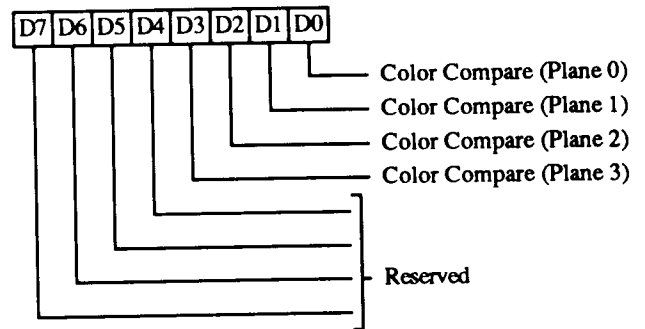 D7 D6 D5 D4 D3 D2 D1 D0
Color Compare (Plane 0)
Color Compare (Plane 1)
Color Compare (Plane 2)
Color Compare (Plane 3)
Reserved